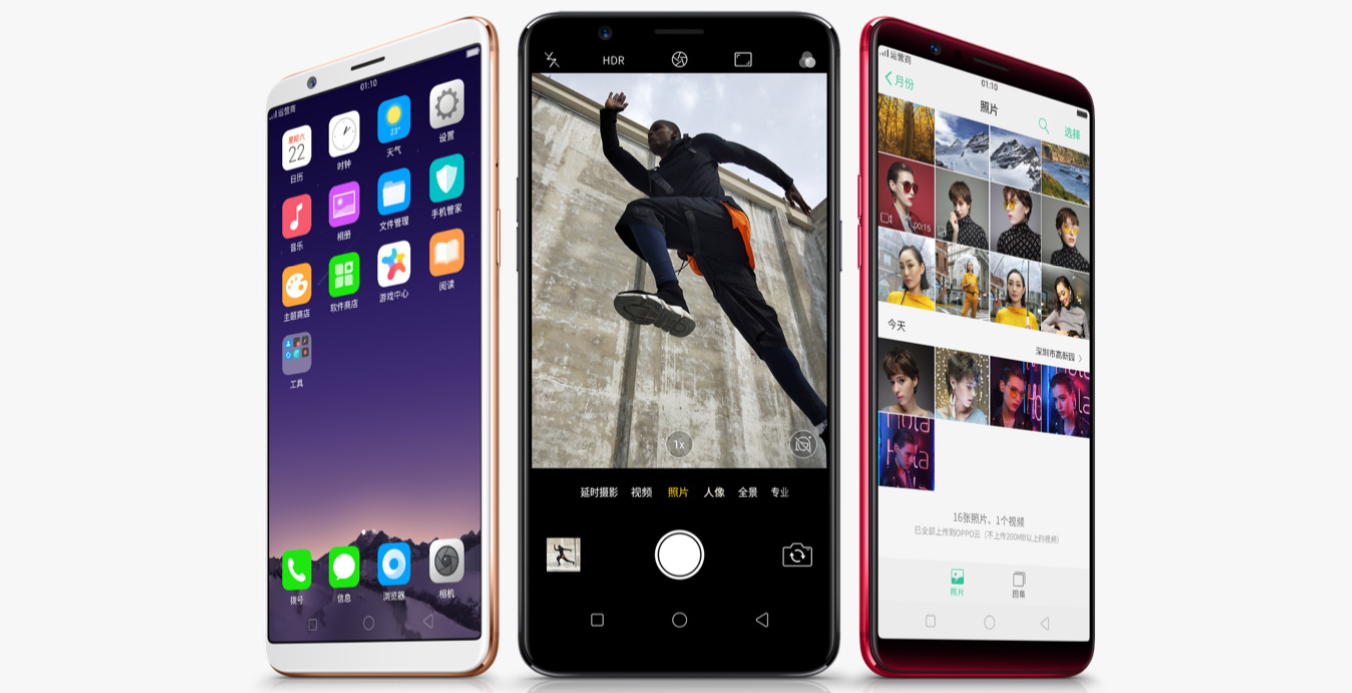 运营商
01:10
星期六
22
日历
时钟
23°
天气
设置
音乐
相册
文件管理
手机管家
主题商店
软件商店
游戏中心
阅读
工具
拨号
信息
浏览器
相机
HDR
1x
延时摄影 视频 照片 人像 全景 专业
运营商
01:10
月份
照片
选择
00:15
今天
深圳市高新园
Hola
Hola
16张照片、1个视频
已全部上传到OPPO云（不上传200MB以上的视频）
照片
图集